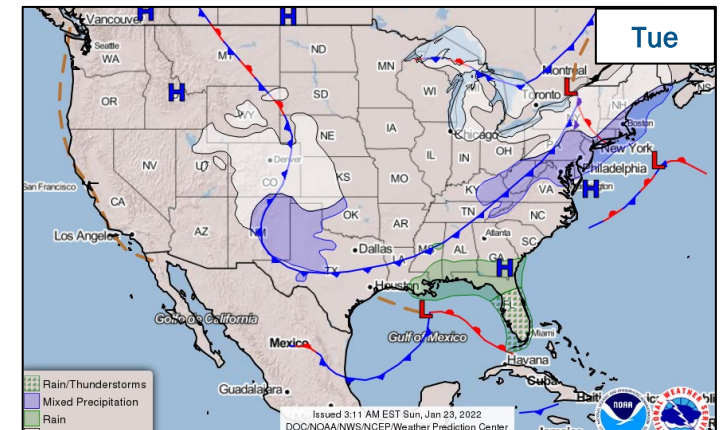 Tue
Vancouver
H
H
Seattle
WA
MT
ND
MN
Montreal
L
OR
H
SD
WI
Toronto
NH
NS
WY
NE
IA
Chicago
NY
Boston
New York
NV
UT
Denver
CO
KS
MO
IL
IN
OH
Philadelphia
L
San Francisco
CA
KY
VA
H
Los Angeles
AZ
NM
OK
AR
TN
NC
Atlanta
SC
Dallas
TX
LA
MS
AL
GA
H
Houston
FL
Golfo de California
L
Gulf of Mexico
Miami
Mexico
Havana
Cuba
Guadalajara
Rain/Thunderstorms
Mixed Precipitation
Rain
Issued 3:11 AM EST Sun, Jan 23, 2022
DOC/NOAA/NWS/NCEP/Weather Prediction Center
NOAA